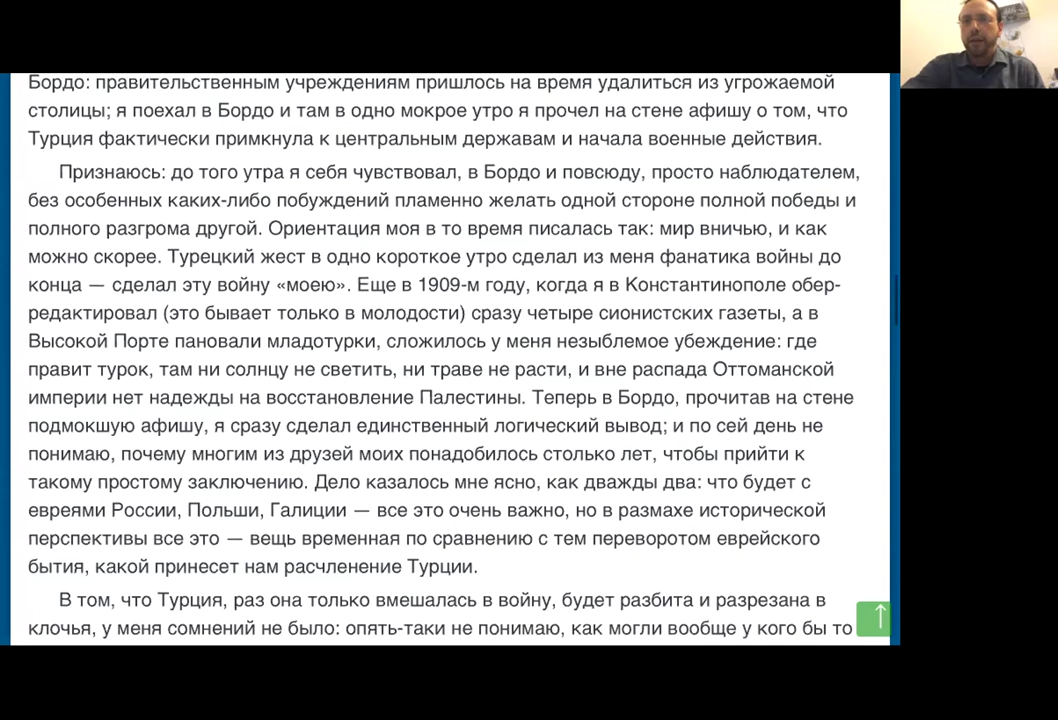 Бордо: правительственным учреждениям пришлось на время удалиться из угрожаемой
столицы; я поехал в Бордо и там в одно мокрое утро я прочел на стене афишу о том, что
Турция фактически примкнула к центральным державам и начала военные действия.
Признаюсь: до того утра я себя чувствовал, в Бордо и повсюду, просто наблюдателем,
без особенных каких-либо побуждений пламенно желать одной стороне полной победы и
полного разгрома другой. Ориентация моя в то время писалась так: мир вничью, и как
можно скорее. Турецкий жест в одно короткое утро сделал из меня фанатика войны до
конца — сделал эту войну «моею». Еще в 1909-м году, когда я в Константинополе обер-
редактировал (это бывает только в молодости) сразу четыре сионистских газеты, а в
Высокой Порте пановали младотурки, сложилось у меня незыблемое убеждение: где
правит турок, там ни солнцу не светить, ни траве не расти, и вне распада Оттоманской
империи нет надежды на восстановление Палестины. Теперь в Бордо, прочитав на стене
подмокшую афишу, я сразу сделал единственный логический вывод; и по сей день не
понимаю, почему многим из друзей моих понадобилось столько лет, чтобы прийти к
такому простому заключению. Дело казалось мне ясно, как дважды два: что будет с
евреями России, Польши, Галиции — все это очень важно, но в размахе исторической
перспективы все это — вещь временная по сравнению с тем переворотом еврейского
бытия, какой принесет нам расчленение Турции.
В том, что Турция, раз она только вмешалась в войну, будет разбита и разрезана в
клочья, у меня сомнений не было: опять-таки не понимаю, как могли вообще у кого бы то